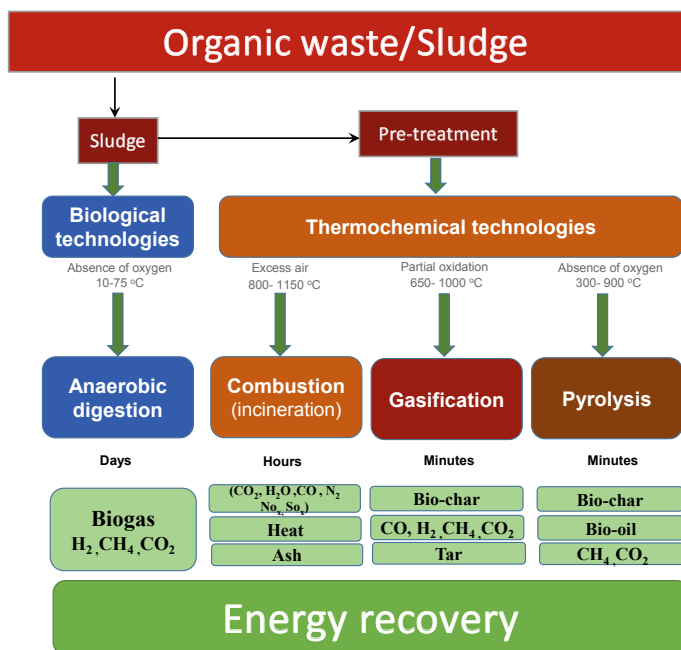 Organic waste/Sludge
Sludge
Pre-treatment
Biological
technologies
Thermochemical technologies
Absence of oxygen
10-75 °C
Excess air
800- 1150 °C
Partial oxidation
650- 1000 °C
Absence of oxygen
300- 900 °C
Anaerobic
digestion
Combustion
(incineration)
Gasification
Pyrolysis
Days
Hours
Minutes
Minutes
Biogas
H₂,CH₄,CO₂
(CO₂, H₂O ,CO , N₂
Noₓ, Soₓ)
Heat
Ash
Bio-char
CO, H₂,CH₄,CO₂
Tar
Bio-char
Bio-oil
CH₄,CO₂
Energy recovery